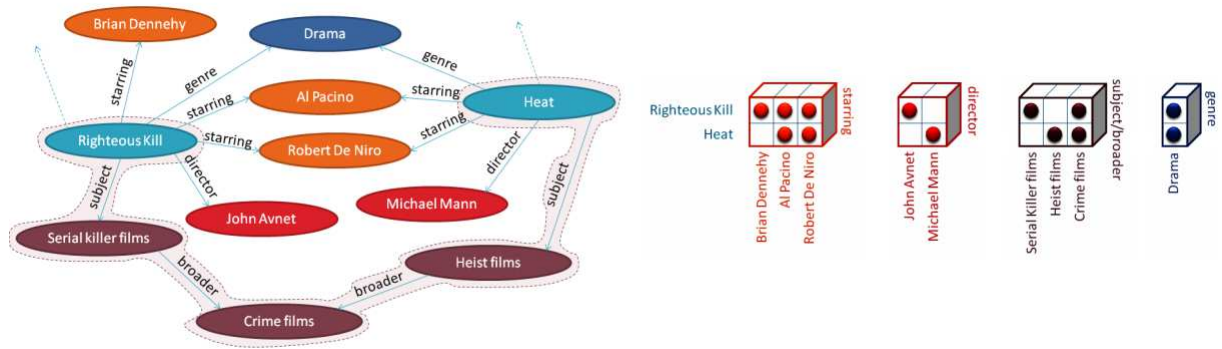 Brian Dennehy
Drama
starring
genre
genre
starring
Al Pacino
starring
Heat
Righteous Kill
starring
Robert De Niro
starring
director
director
subject
subject
Michael Mann
John Avnet
Serial killer films
Heist films
broader
broader
Crime films
Righteous Kill
Heat
starring
Brian Dennehy
Al Pacino
Robert De Niro
director
John Avnet
Michael Mann
subject/broader
Serial Killer films
Heist films
Crime films
genre
Drama